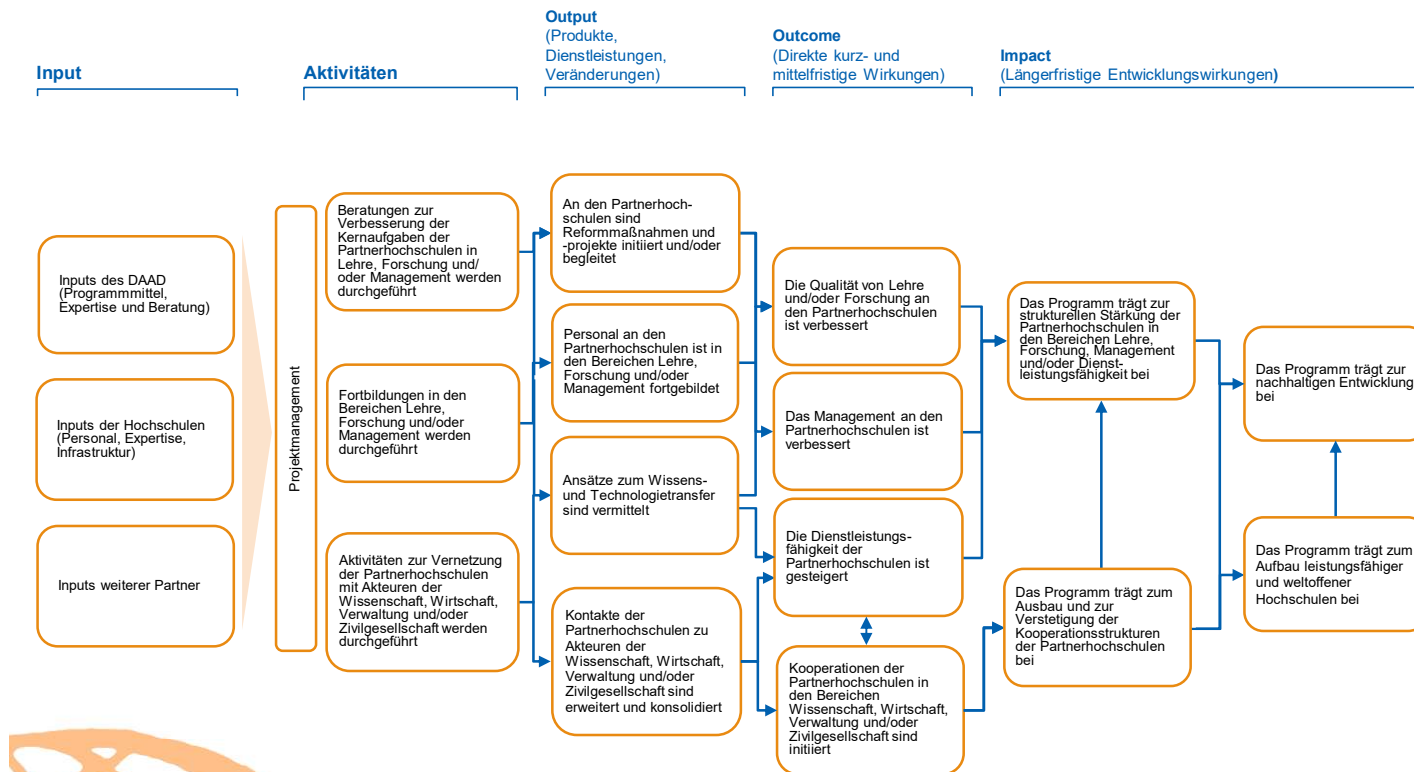 Input
Aktivitäten
Output
(Produkte,
Dienstleistungen,
Veränderungen)
Outcome
(Direkte kurz- und
mittelfristige Wirkungen)
Impact
(Längerfristige Entwicklungswirkungen)
Inputs des DAAD
(Programmmittel,
Expertise und Beratung)
Inputs der Hochschulen
(Personal, Expertise,
Infrastruktur)
Inputs weiterer Partner
Projektmanagement
Beratungen zur
Verbesserung der
Kernaufgaben der
Partnerhochschulen in
Lehre, Forschung und/
oder Management werden
durchgeführt
Fortbildungen in den
Bereichen Lehre,
Forschung und/oder
Management werden
durchgeführt
Aktivitäten zur Vernetzung
der Partnerhochschulen
mit Akteuren der
Wissenschaft, Wirtschaft,
Verwaltung und/oder
Zivilgesellschaft werden
durchgeführt
An den Partnerhoch-
schulen sind
Reformmaßnahmen und
-projekte initiiert und/oder
begleitet
Personal an den
Partnerhochschulen ist in
den Bereichen Lehre,
Forschung und/oder
Management fortgebildet
Ansätze zum Wissens-
und Technologietransfer
sind vermittelt
Kontakte der
Partnerhochschulen zu
Akteuren der
Wissenschaft, Wirtschaft,
Verwaltung und/oder
Zivilgesellschaft sind
erweitert und konsolidiert
Die Qualität von Lehre
und/oder Forschung an
den Partnerhochschulen
ist verbessert
Das Management an den
Partnerhochschulen ist
verbessert
Die Dienstleistungs-
fähigkeit der
Partnerhochschulen ist
gesteigert
Kooperationen der
Partnerhochschulen in
den Bereichen
Wissenschaft, Wirtschaft,
Verwaltung und/oder
Zivilgesellschaft sind
initiiert
Das Programm trägt zur
strukturellen Stärkung der
Partnerhochschulen in
den Bereichen Lehre,
Forschung, Management
und/oder Dienst-
leistungsfähigkeit bei
Das Programm trägt zum
Ausbau und zur
Verstetigung der
Kooperationsstrukturen
der Partnerhochschulen
bei
Das Programm trägt zur
nachhaltigen Entwicklung
bei
Das Programm trägt zum
Aufbau leistungsfähiger
und weltoffener
Hochschulen bei